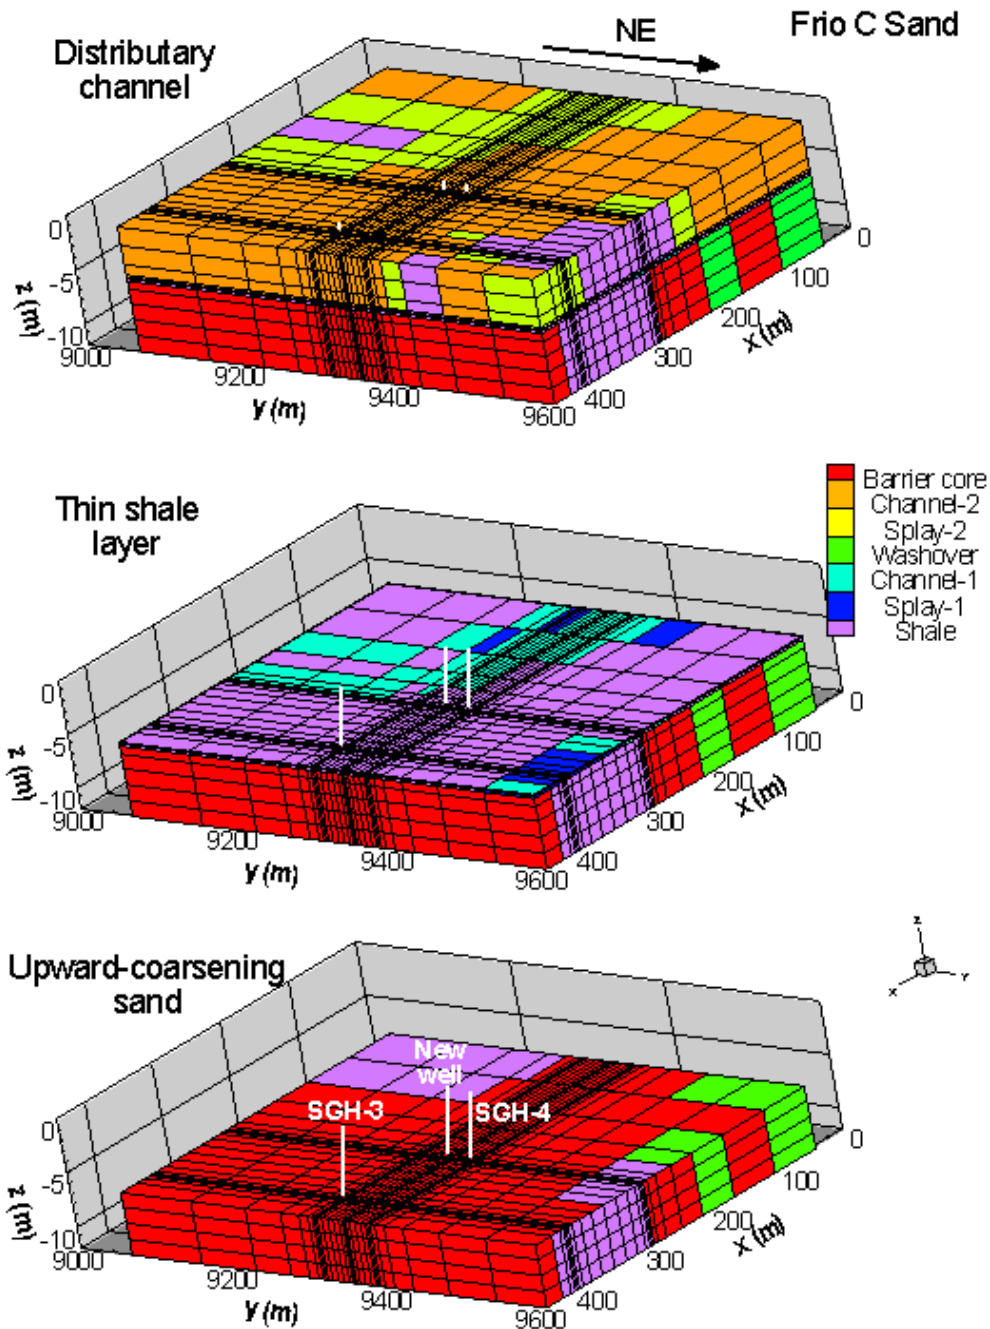 Frio C Sand
NE
Distributary
channel
0
-5
-10
z (m)
9000
9200
9400
9600
y (m)
400
300
200
100
0
x (m)
Thin shale
layer
Barrier core
Channel-2
Splay-2
Washover
Channel-1
Splay-1
Shale
0
-5
-10
z (m)
9000
9200
9400
9600
y (m)
400
300
200
100
0
x (m)
Upward-coarsening
sand
z
x
Y
New
well
SGH-3
SGH-4
0
-5
-10
z (m)
9000
9200
9400
9600
y (m)
400
300
200
100
0
x (m)